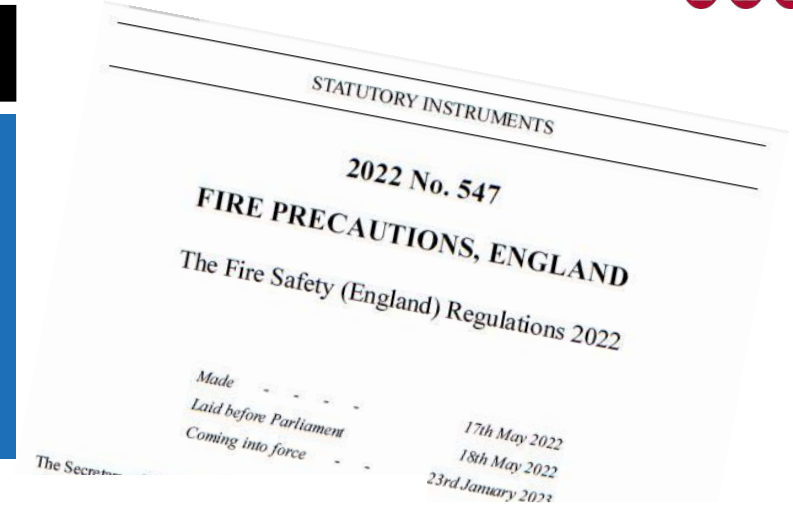 STATUTORY INSTRUMENTS
2022 No. 547
FIRE PRECAUTIONS, ENGLAND
The Fire Safety (England) Regulations 2022
Made - - - - 17th May 2022
Laid before Parliament 18th May 2022
Coming into force - - 23rd January 2023
The